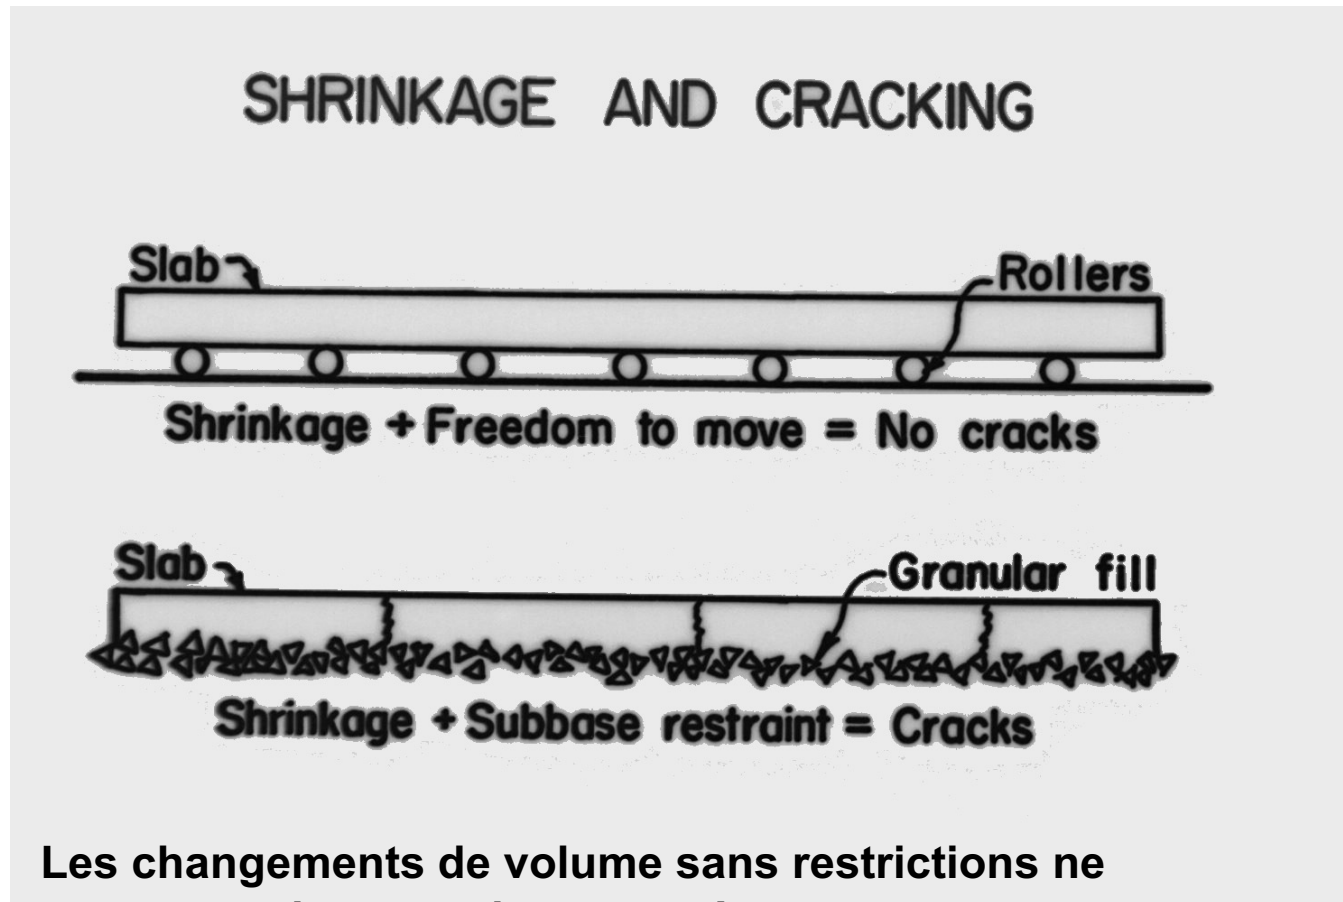 SHRINKAGE AND CRACKING
Slab
Rollers
Shrinkage + Freedom to move = No cracks
Slab
Granular fill
Shrinkage + Subbase restraint = Cracks
Les changements de volume sans restrictions ne